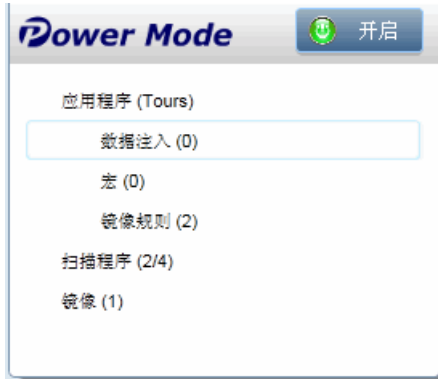 Power Mode 开启
应用程序 (Tours)
数据注入 (0)
宏 (0)
镜像规则 (2)
扫描程序 (2/4)
镜像 (1)